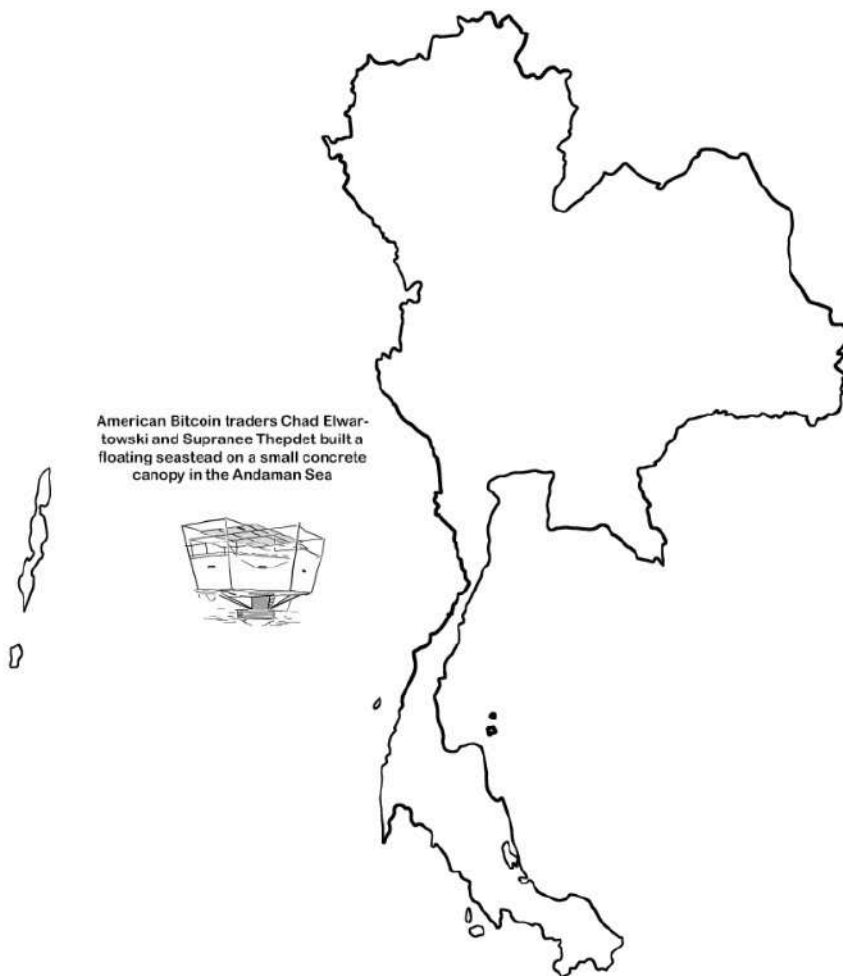 American Bitcoin traders Chad Elwar-
towski and Supranee Thepdet built a
floating seastead on a small concrete
canopy in the Andaman Sea